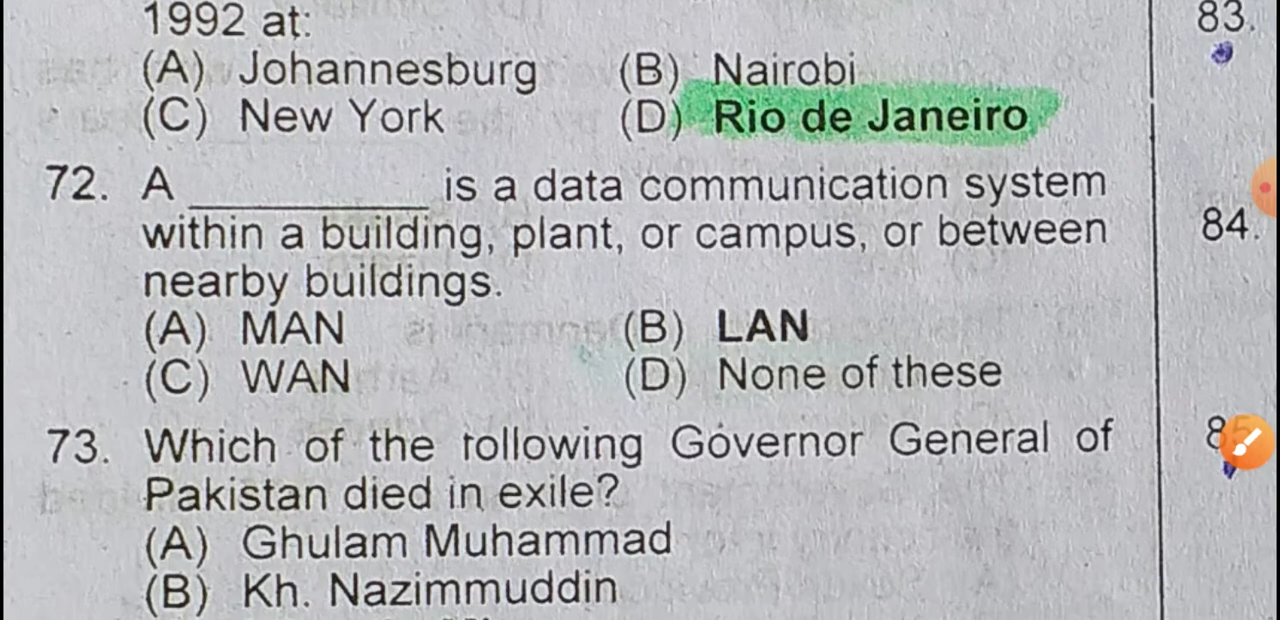 1992 at:
(A) Johannesburg (B) Nairobi
(C) New York (D) Rio de Janeiro
72. A __________ is a data communication system
within a building, plant, or campus, or between
nearby buildings.
(A) MAN (B) LAN
(C) WAN (D) None of these
73. Which of the rollowing Governor General of
Pakistan died in exile?
(A) Ghulam Muhammad
(B) Kh. Nazimmuddin
83.
84.